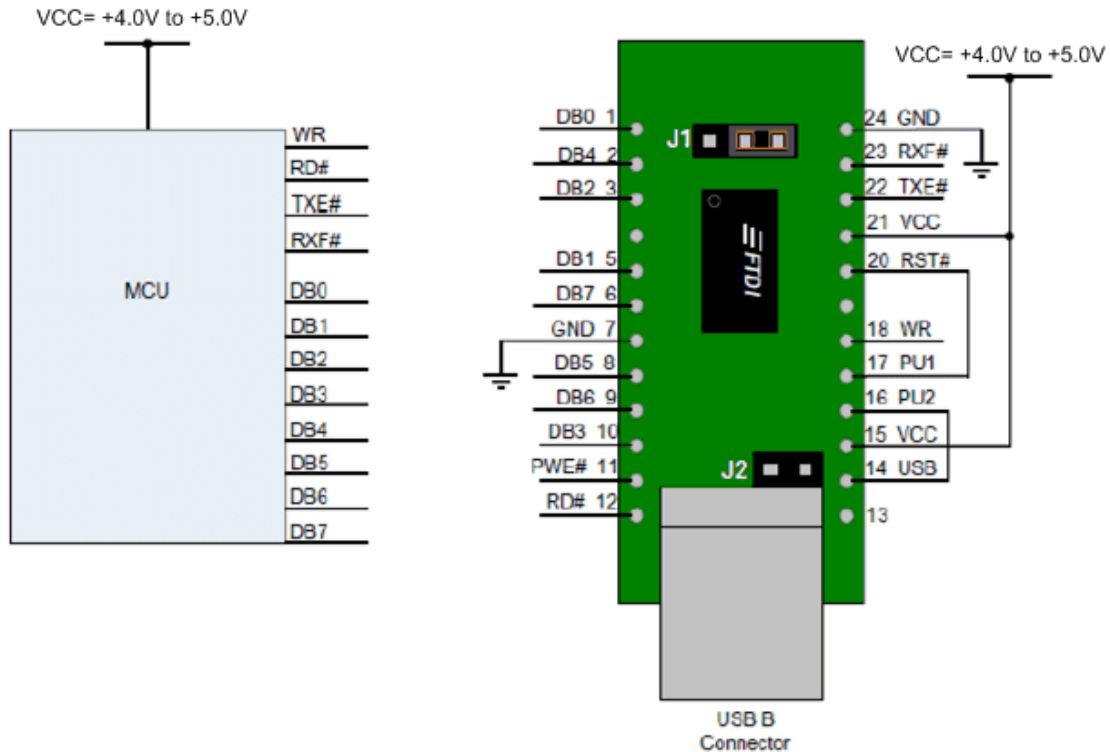 VCC= +4.0V to +5.0V
WR
RD#
TXE#
RXF#
MCU
DB0
DB1
DB2
DB3
DB4
DB5
DB6
DB7
VCC= +4.0V to +5.0V
DB0 1
DB4 2
DB2 3
DB1 5
DB7 6
GND 7
DB5 8
DB6 9
DB3 10
PWE# 11
RD# 12
J1
FTDI
J2
24 GND
23 RXF#
22 TXE#
21 VCC
20 RST#
18 WR
17 PU1
16 PU2
15 VCC
14 USB
13
USB B
Connector